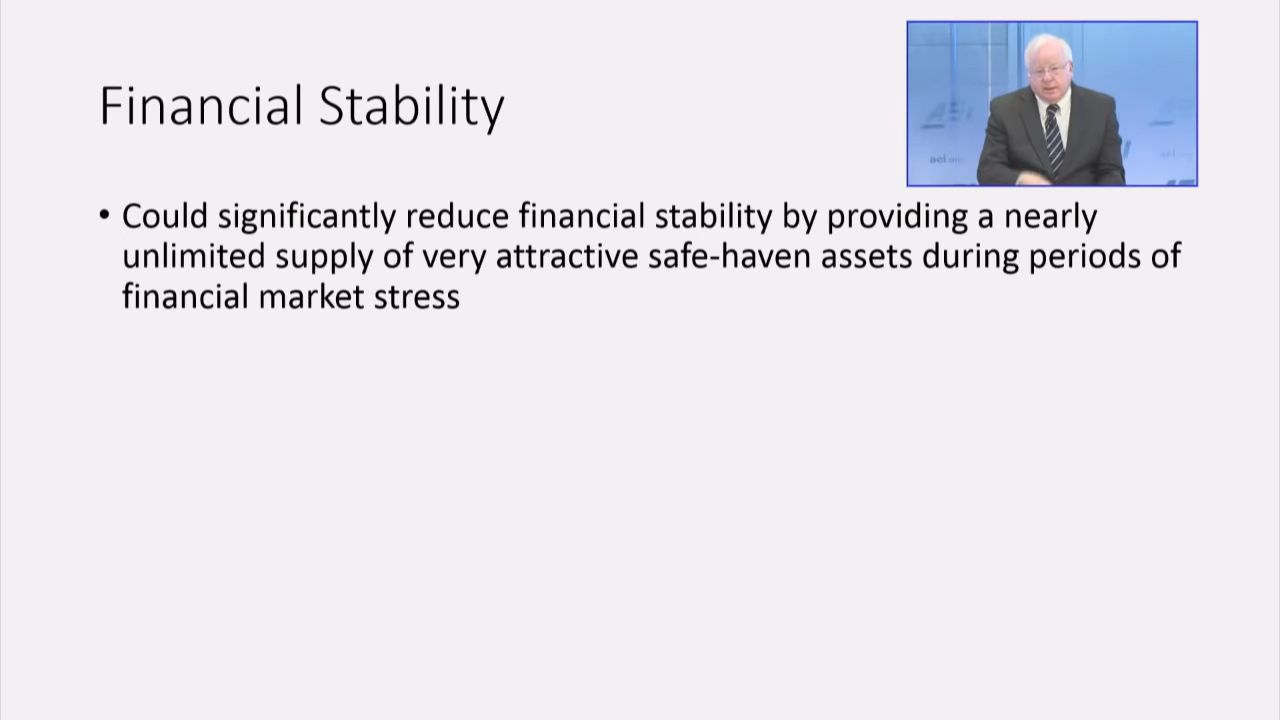 Financial Stability
• Could significantly reduce financial stability by providing a nearly
unlimited supply of very attractive safe-haven assets during periods of
financial market stress